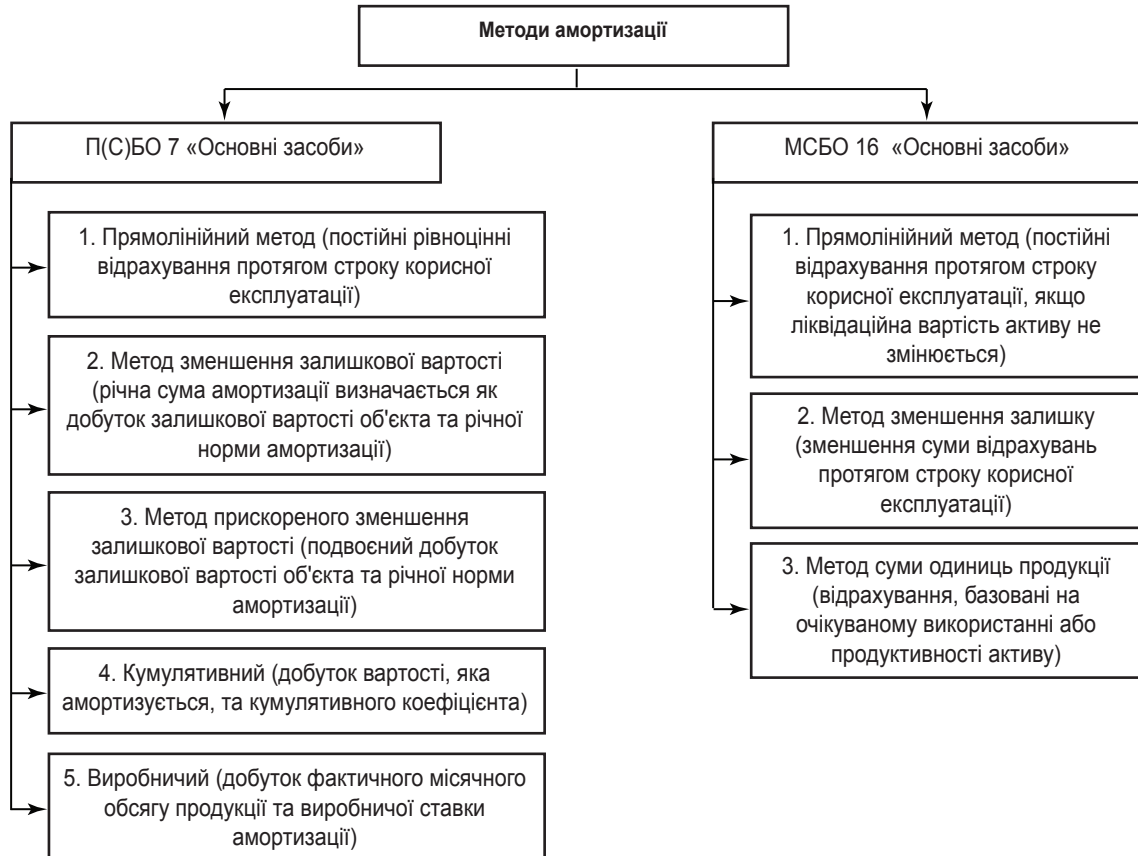 Методи амортизації
П(С)БО 7 «Основні засоби»
1. Прямолінійний метод (постійні рівноцінні
відрахування протягом строку корисної
експлуатації)
2. Метод зменшення залишкової вартості
(річна сума амортизації визначається як
добуток залишкової вартості об'єкта та річної
норми амортизації)
3. Метод прискореного зменшення
залишкової вартості (подвоєний добуток
залишкової вартості об'єкта та річної норми
амортизації)
4. Кумулятивний (добуток вартості, яка
амортизується, та кумулятивного коефіцієнта)
5. Виробничий (добуток фактичного місячного
обсягу продукції та виробничої ставки
амортизації)
МСБО 16 «Основні засоби»
1. Прямолінійний метод (постійні
відрахування протягом строку
корисної експлуатації, якщо
ліквідаційна вартість активу не
змінюється)
2. Метод зменшення залишку
(зменшення суми відрахувань
протягом строку корисної
експлуатації)
3. Метод суми одиниць продукції
(відрахування, базовані на
очікуваному використанні або
продуктивності активу)